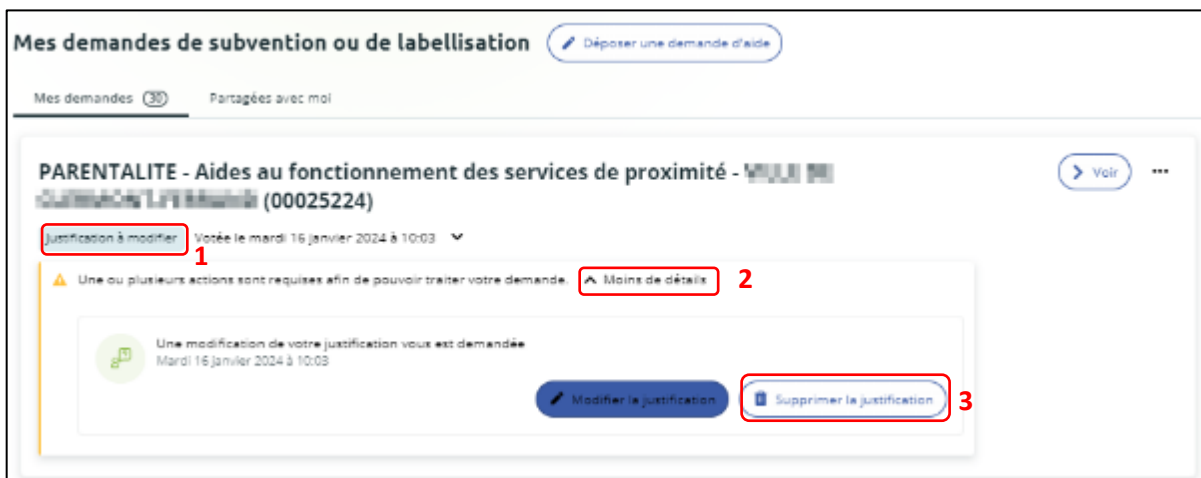 Mes demandes de subvention ou de labellisation Déposer une demande d'aide
Mes demandes 30 Partagées avec moi
PARENTALITE - Aides au fonctionnement des services de proximité -
(00025224)
Voir ...
Justification à modifier Votée le mardi 16 janvier 2024 à 10:03
1
Une ou plusieurs actions sont requises afin de pouvoir traiter votre demande. Moins de détails 2
Une modification de votre justification vous est demandée
Mardi 16 Janvier 2024 à 10:03
Modifier la justification Supprimer la justification 3